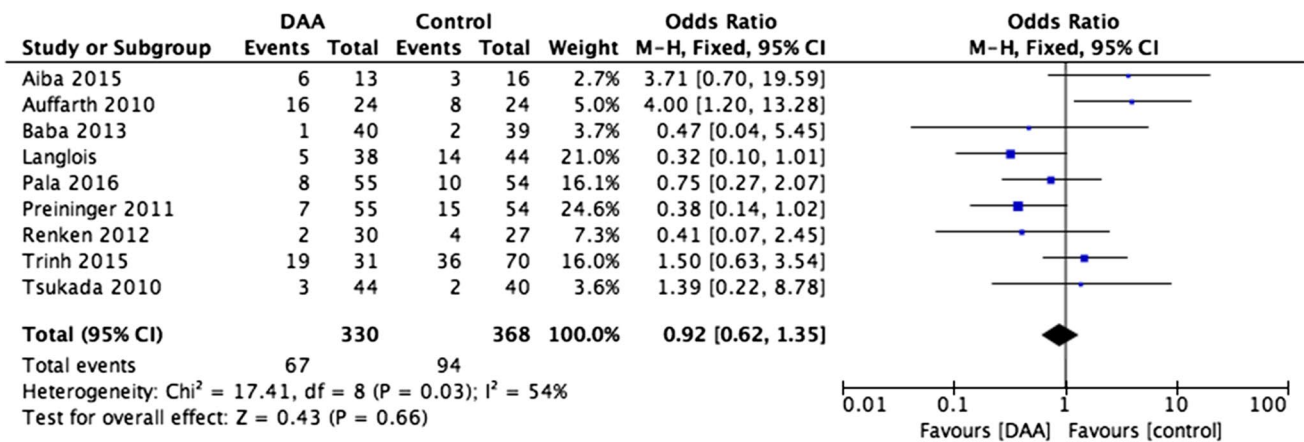 DAA Control Odds Ratio Odds Ratio
Study or Subgroup Events Total Events Total Weight M-H, Fixed, 95% CI M-H, Fixed, 95% CI
Aiba 2015 6 13 3 16 2.7% 3.71 [0.70, 19.59]
Auffarth 2010 16 24 8 24 5.0% 4.00 [1.20, 13.28]
Baba 2013 1 40 2 39 3.7% 0.47 [0.04, 5.45]
Langlois 5 38 14 44 21.0% 0.32 [0.10, 1.01]
Pala 2016 8 55 10 54 16.1% 0.75 [0.27, 2.07]
Preininger 2011 7 55 15 54 24.6% 0.38 [0.14, 1.02]
Renken 2012 2 30 4 27 7.3% 0.41 [0.07, 2.45]
Trinh 2015 19 31 36 70 16.0% 1.50 [0.63, 3.54]
Tsukada 2010 3 44 2 40 3.6% 1.39 [0.22, 8.78]
Total (95% CI) 330 368 100.0% 0.92 [0.62, 1.35]
Total events 67 94
Heterogeneity: Chi² = 17.41, df = 8 (P = 0.03); I² = 54%
Test for overall effect: Z = 0.43 (P = 0.66)
0.01 0.1 1 10 100
Favours [DAA] Favours [control]